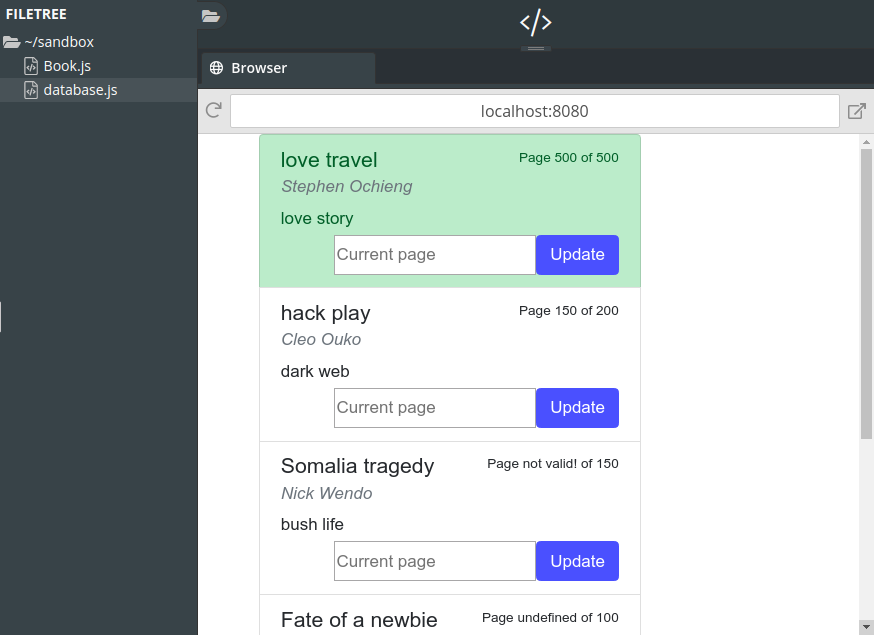 FILETREE
~/sandbox
Book.js
database.js
</>
Browser
localhost:8080
love travel
Page 500 of 500
Stephen Ochieng
love story
Current page
Update
hack play
Page 150 of 200
Cleo Ouko
dark web
Current page
Update
Somalia tragedy
Page not valid! of 150
Nick Wendo
bush life
Current page
Update
Fate of a newbie
Page undefined of 100